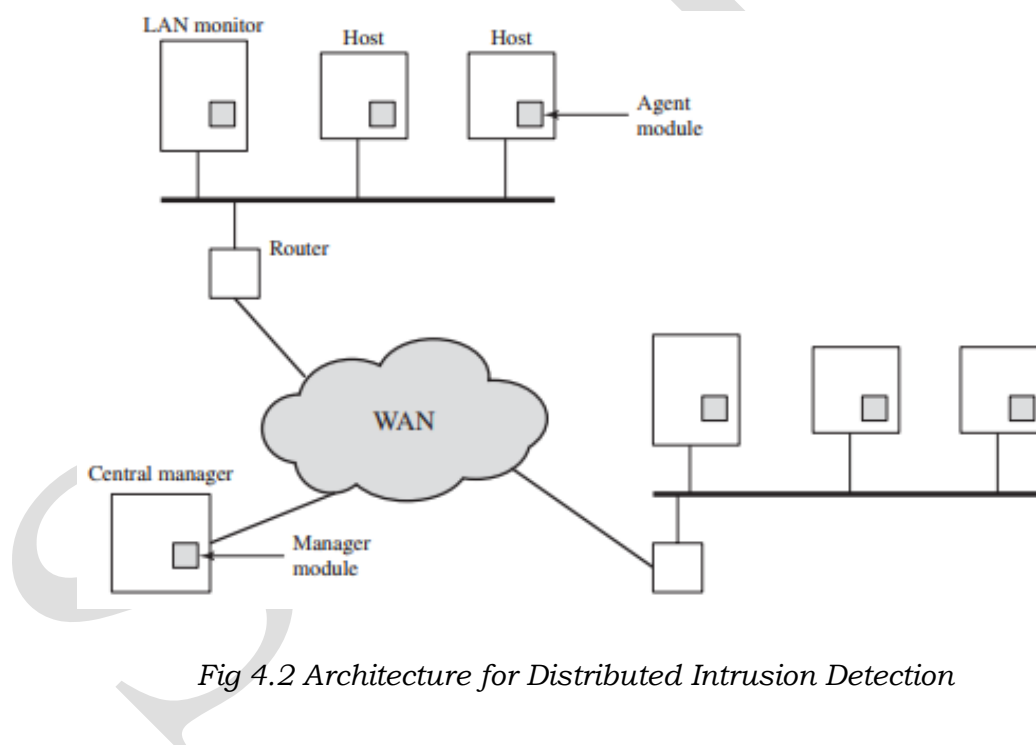 LAN monitor
Host
Host
Agent
module
Router
WAN
Central manager
Manager
module
Fig 4.2 Architecture for Distributed Intrusion Detection